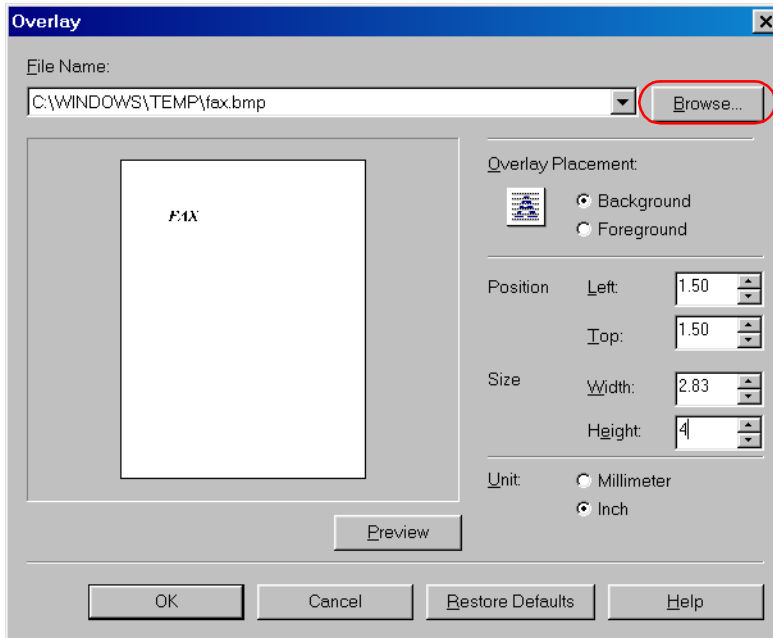 Overlay
File Name:
C:\WINDOWS\TEMP\fax.bmp
Browse...
FAX
Overlay Placement:
Background
Foreground
Position Left: 1.50
Top: 1.50
Size Width: 2.83
Height: 4
Unit: Millimeter
Inch
Preview
OK Cancel Restore Defaults Help